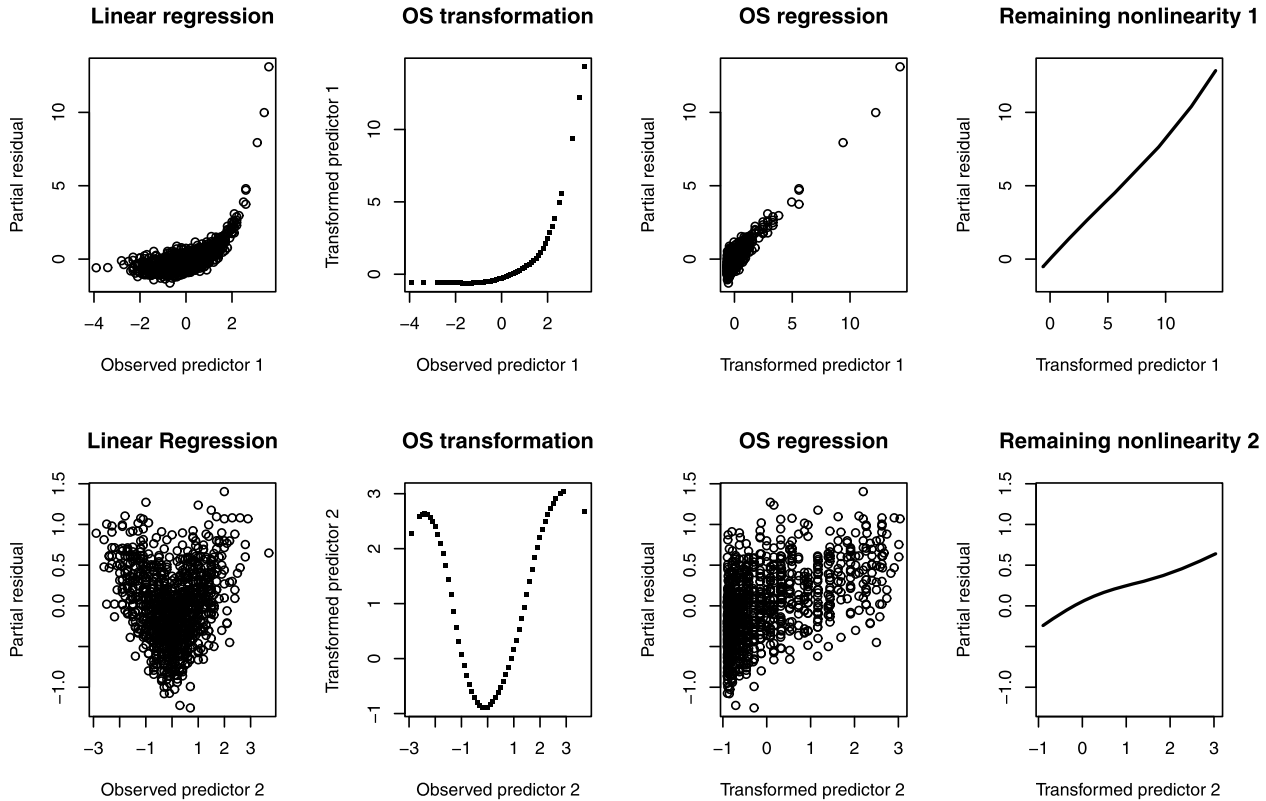 Linear regression
OS transformation
OS regression
Remaining nonlinearity 1
Partial residual
0 5 10
−4 −2 0 2
Observed predictor 1
Transformed predictor 1
0 5 10
−4 −2 0 2
Observed predictor 1
Partial residual
0 5 10
0 5 10
Transformed predictor 1
Partial residual
0 5 10
0 5 10
Transformed predictor 1
Linear Regression
OS transformation
OS regression
Remaining nonlinearity 2
Partial residual
−1.0 0.0 0.5 1.0 1.5
−3 −1 1 2 3
Observed predictor 2
Transformed predictor 2
−1 0 1 2 3
−3 −1 1 2 3
Observed predictor 2
Partial residual
−1.0 0.0 0.5 1.0 1.5
−1 0 1 2 3
Transformed predictor 2
Partial residual
−1.0 0.0 0.5 1.0 1.5
−1 0 1 2 3
Transformed predictor 2